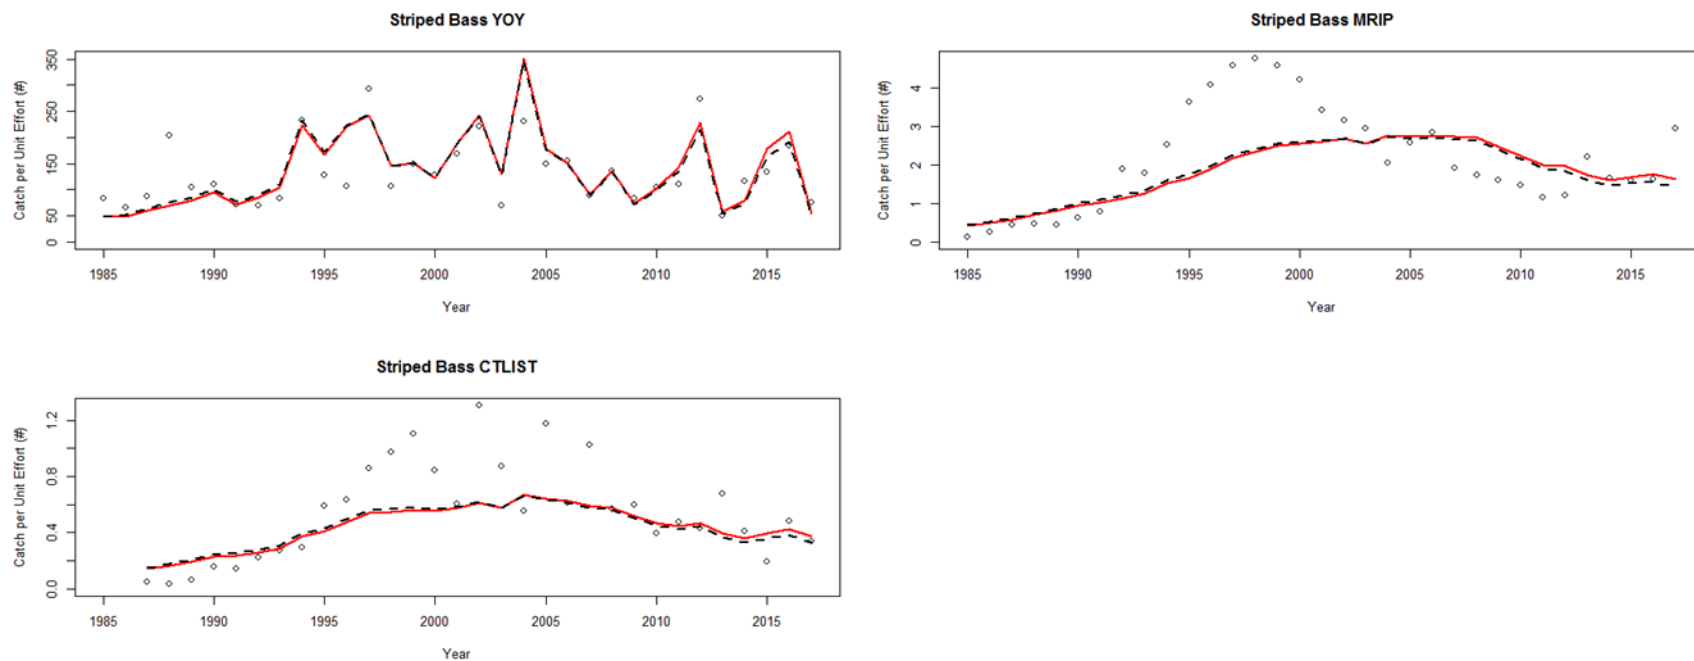 Striped Bass YOY
Catch per Unit Effort (#)
0 50 150 250 350
1985 1990 1995 2000 2005 2010 2015
Year
Striped Bass MRIP
Catch per Unit Effort (#)
0 1 2 3 4
1985 1990 1995 2000 2005 2010 2015
Year
Striped Bass CTLIST
Catch per Unit Effort (#)
0.0 0.4 0.8 1.2
1985 1990 1995 2000 2005 2010 2015
Year